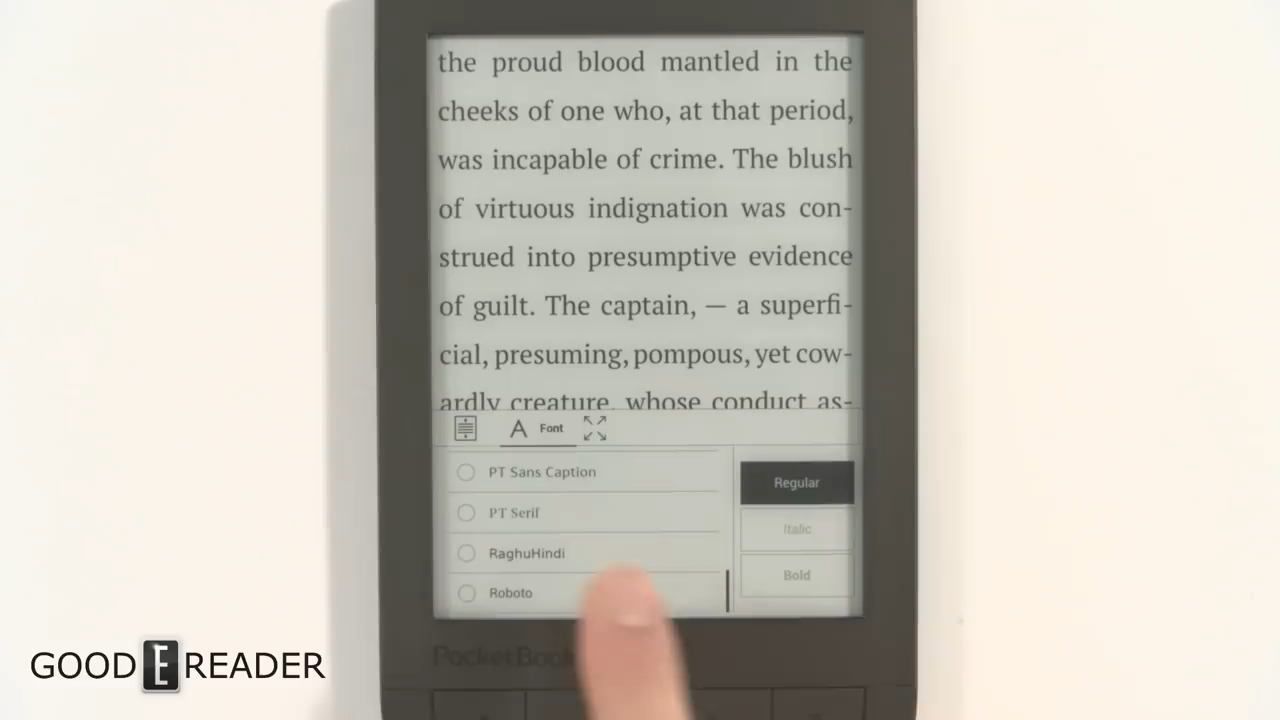 the proud blood mantled in the
cheeks of one who, at that period,
was incapable of crime. The blush
of virtuous indignation was con-
strued into presumptive evidence
of guilt. The captain, — a superfi-
cial, presuming, pompous, yet cow-
ardly creature, whose conduct as-
A Font
PT Sans Caption
PT Serif
RaghuHindi
Roboto
Regular
Italic
Bold
PocketBook
GOOD E READER